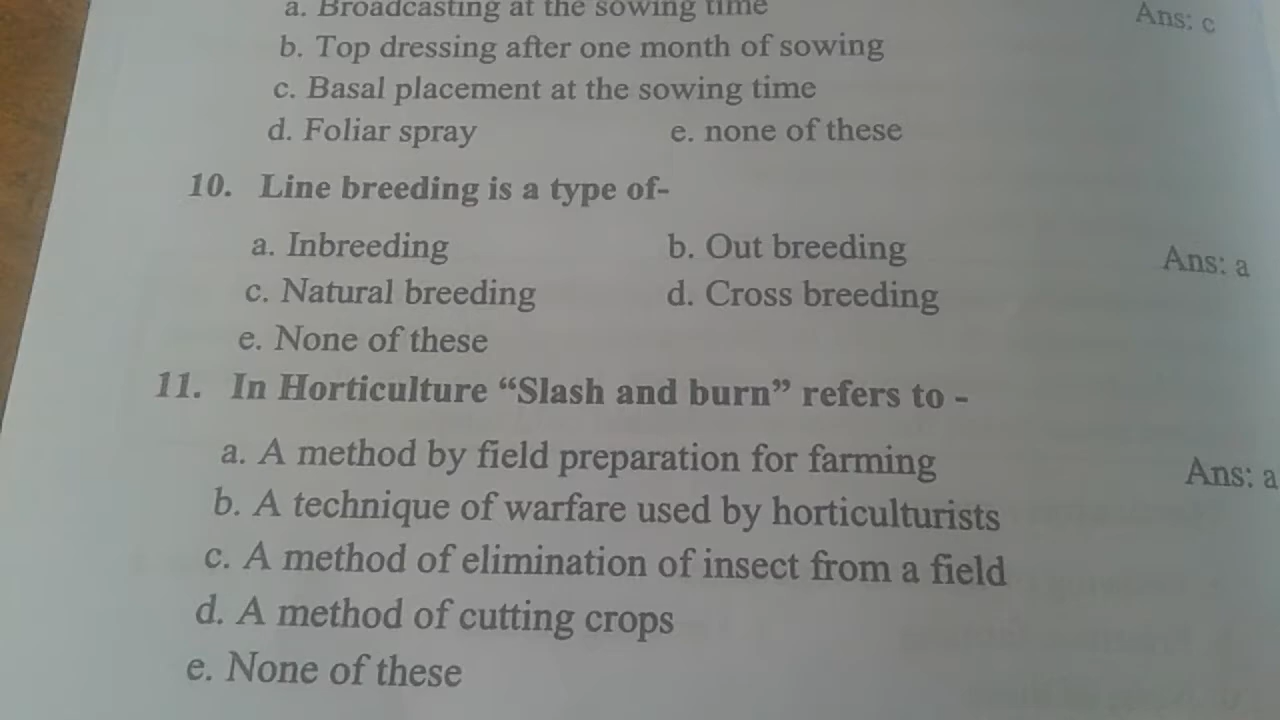 a. Broadcasting at the sowing time
Ans: c
b. Top dressing after one month of sowing
c. Basal placement at the sowing time
d. Foliar spray e. none of these
10. Line breeding is a type of-
a. Inbreeding b. Out breeding
Ans: a
c. Natural breeding d. Cross breeding
e. None of these
11. In Horticulture “Slash and burn” refers to -
a. A method by field preparation for farming
Ans: a
b. A technique of warfare used by horticulturists
c. A method of elimination of insect from a field
d. A method of cutting crops
e. None of these